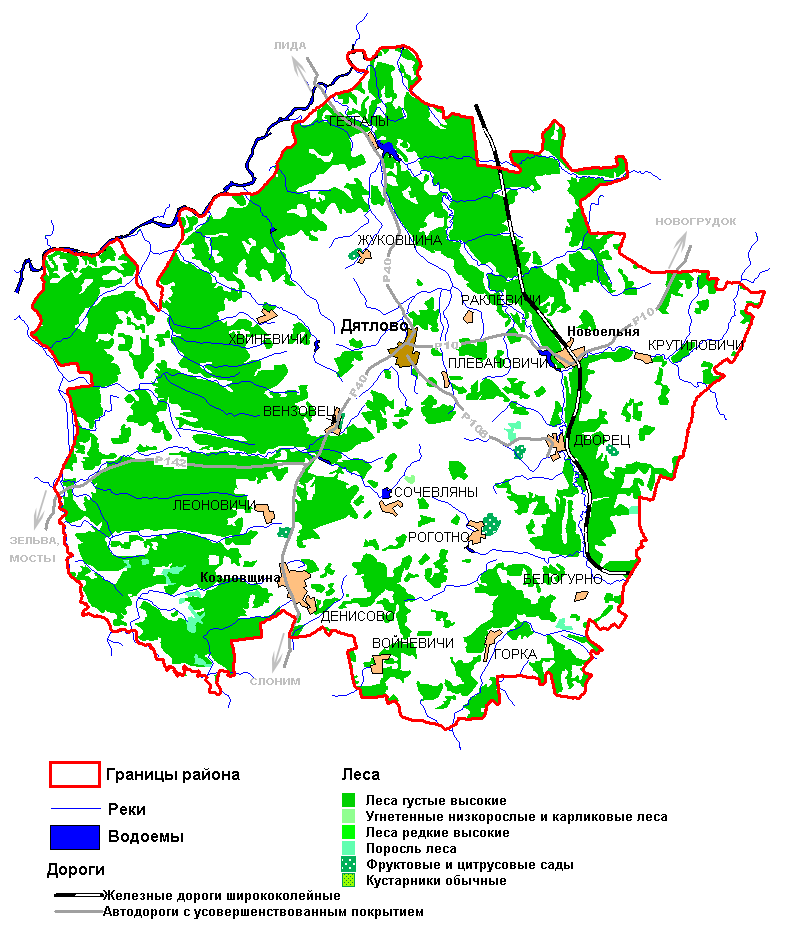 ЛИДА
ГЕЗГАЛЫ
НОВОГРУДОК
ЖУКОВЩИНА
Р40
РАКЛЕВИЧИ
Р10
Дятлово
Новоельня
ХВИНЕВИЧИ
Р10
КРУТИЛОВИЧИ
ПЛЕВАНОВИЧИ
Р40
ВЕНЗОВЕЦ
Р108
ДВОРЕЦ
Р142
СОЧЕВЛЯНЫ
ЛЕОНОВИЧИ
ЗЕЛЬВА,
МОСТЫ
РОГОТНО
Козловщина
БЕЛОГУРНО
ДЕНИСОВО
ВОЙНЕВИЧИ
ГОРКА
СЛОНИМ
Границы района
Реки
Водоемы
Дороги
Железные дороги ширококолейные
Автодороги с усовершенствованным покрытием
Леса
Леса густые высокие
Угнетенные низкорослые и карликовые леса
Леса редкие высокие
Поросль леса
Фруктовые и цитрусовые сады
Кустарники обычные